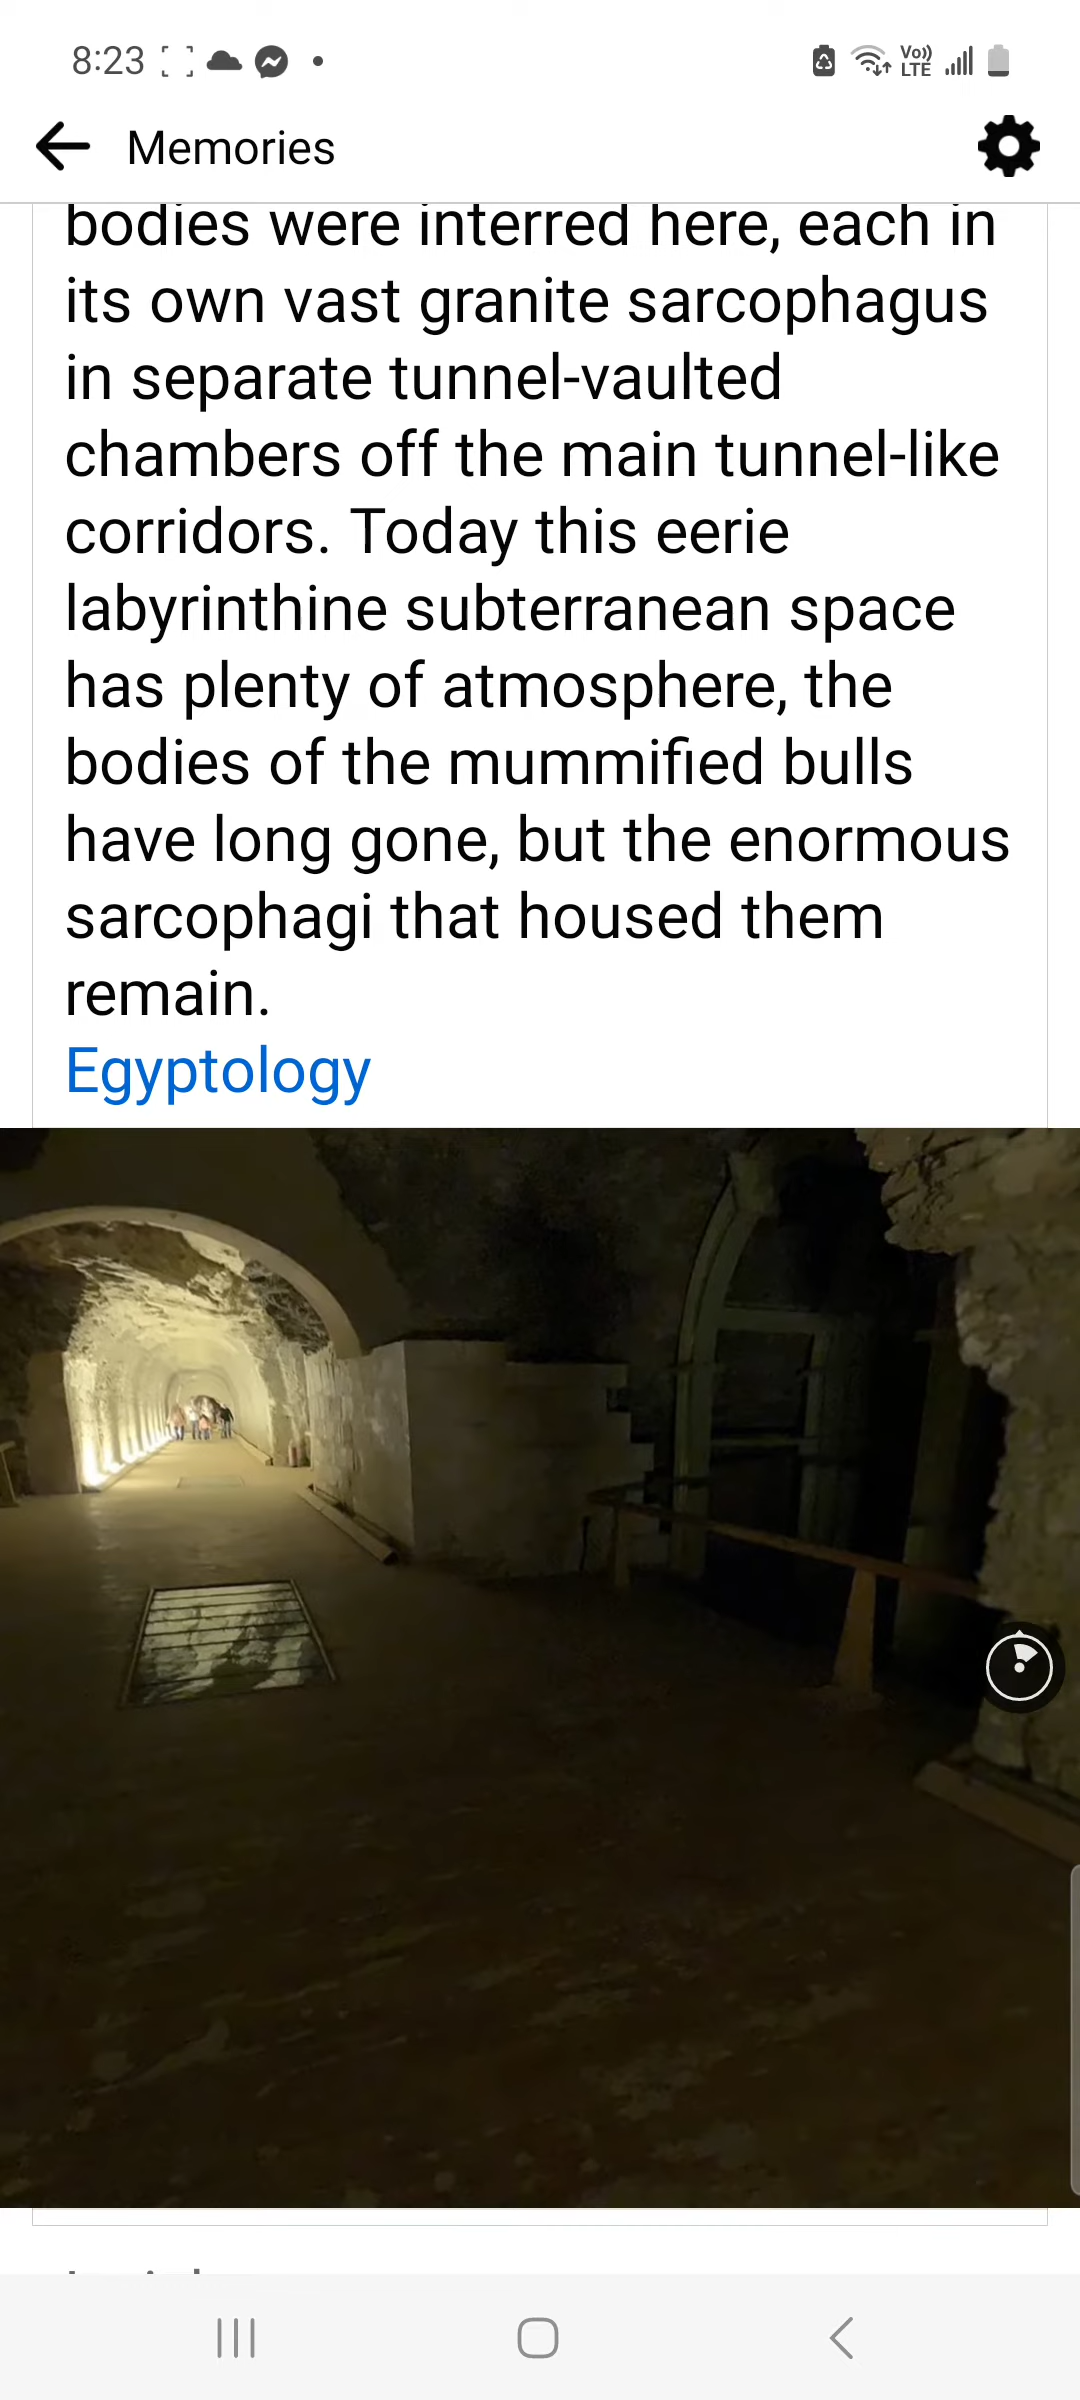 8:23
Vo)) LTE
Memories
bodies were interred here, each in
its own vast granite sarcophagus
in separate tunnel-vaulted
chambers off the main tunnel-like
corridors. Today this eerie
labyrinthine subterranean space
has plenty of atmosphere, the
bodies of the mummified bulls
have long gone, but the enormous
sarcophagi that housed them
remain.
Egyptology